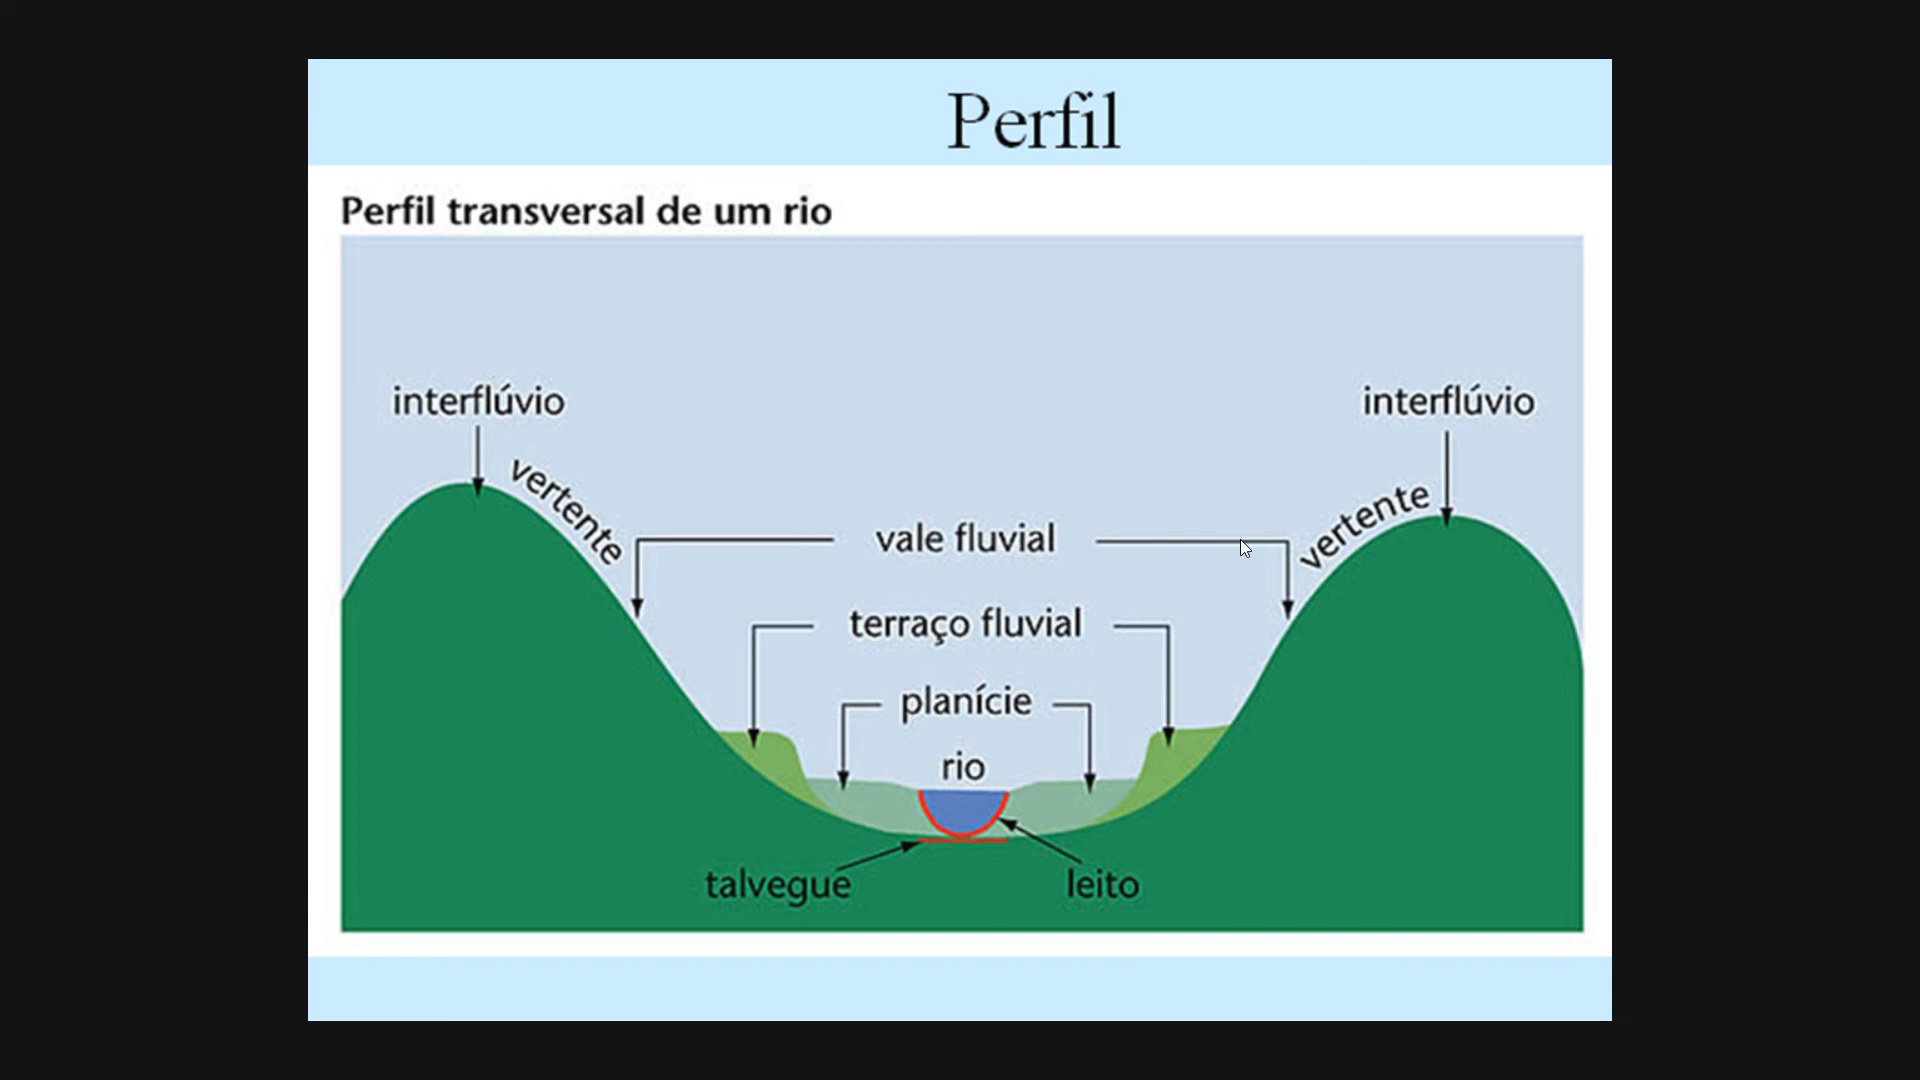 Perfil
Perfil transversal de um rio
interflúvio
interflúvio
vertente
vertente
vale fluvial
terraço fluvial
planície
rio
talvegue
leito